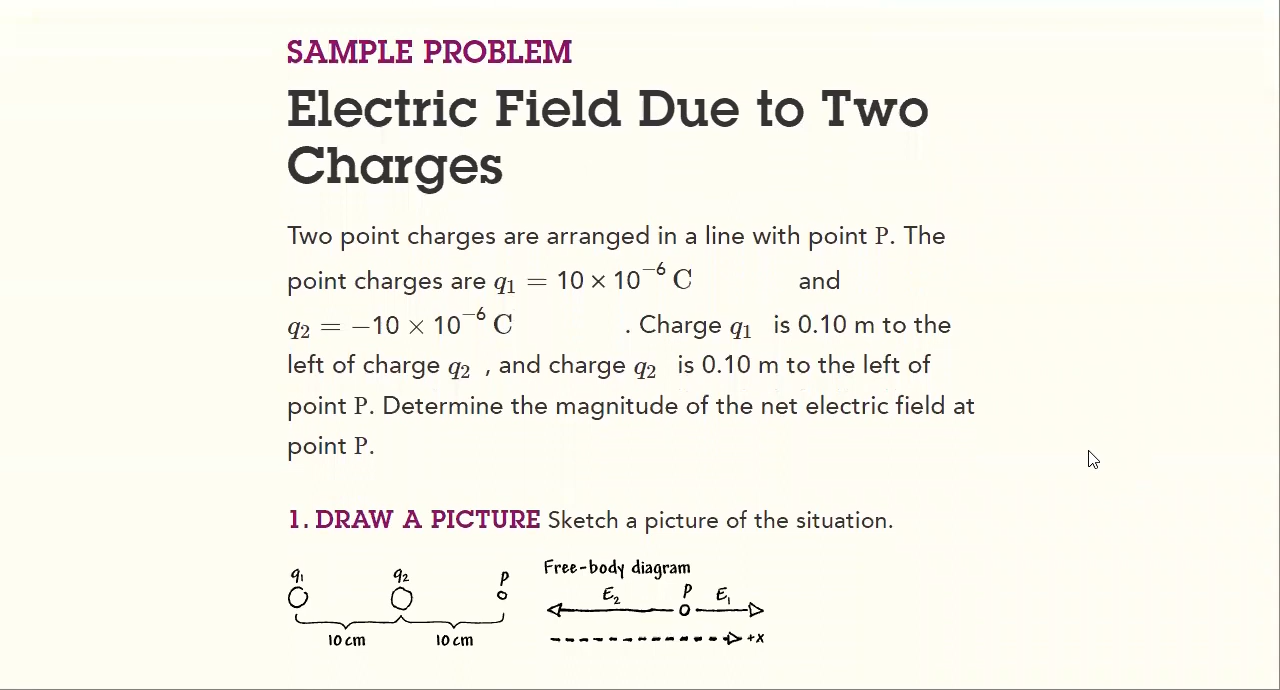 SAMPLE PROBLEM
Electric Field Due to Two
Charges
Two point charges are arranged in a line with point P. The
point charges are q₁ = 10 × 10⁻⁶ C and
q₂ = −10 × 10⁻⁶ C . Charge q₁ is 0.10 m to the
left of charge q₂ , and charge q₂ is 0.10 m to the left of
point P. Determine the magnitude of the net electric field at
point P.
1. DRAW A PICTURE Sketch a picture of the situation.
q₁ q₂ P
10 cm 10 cm
Free-body diagram
E₂ P E₁
+x